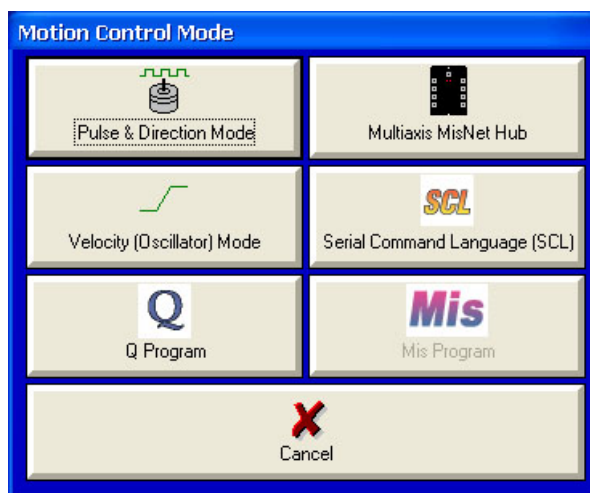 Motion Control Mode
Pulse & Direction Mode
Multiaxis MisNet Hub
Velocity (Oscillator) Mode
SCL
Serial Command Language (SCL)
Q
Q Program
Mis
Mis Program
Cancel